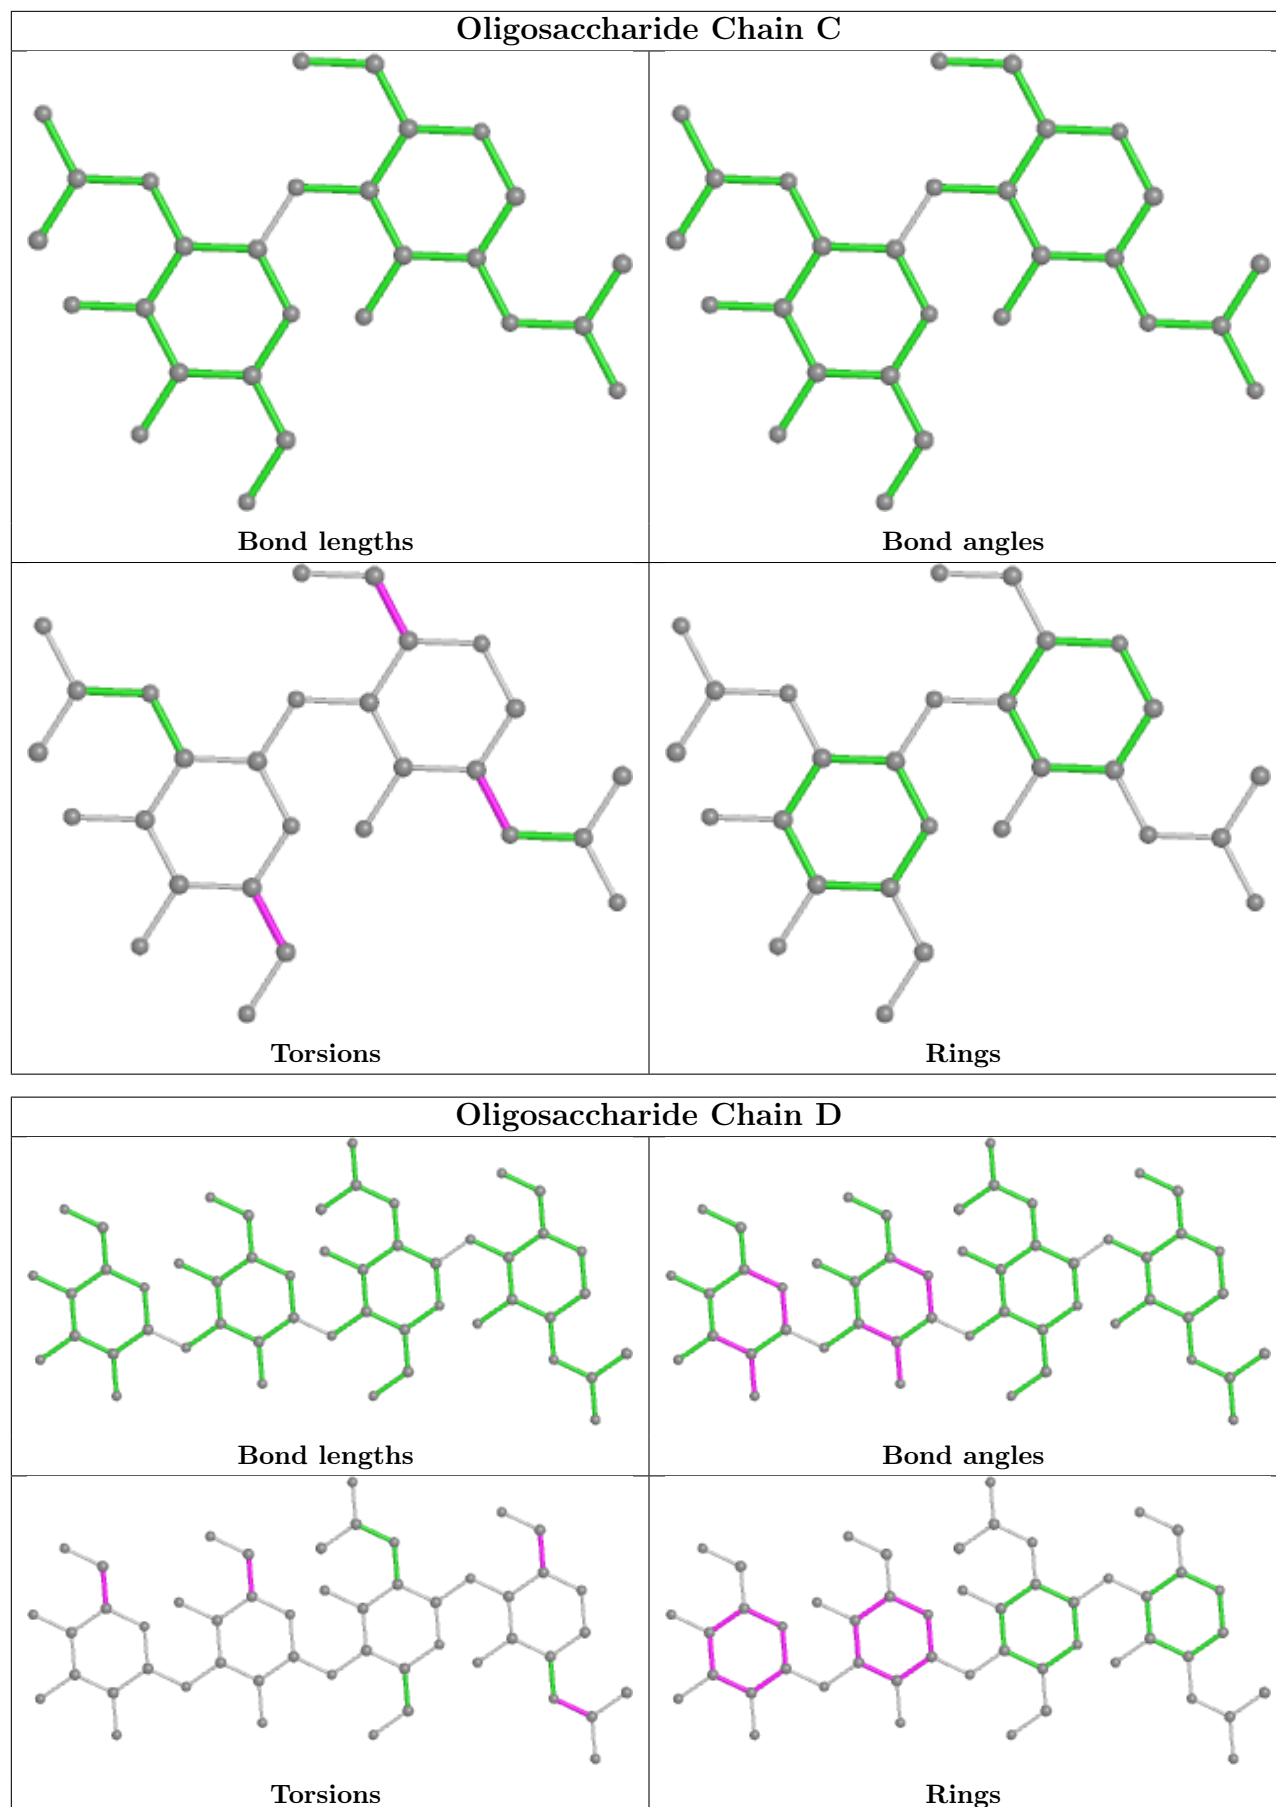 Oligosaccharide Chain C
Bond lengths
Bond angles
Torsions
Rings
Oligosaccharide Chain D
Bond lengths
Bond angles
Torsions
Rings